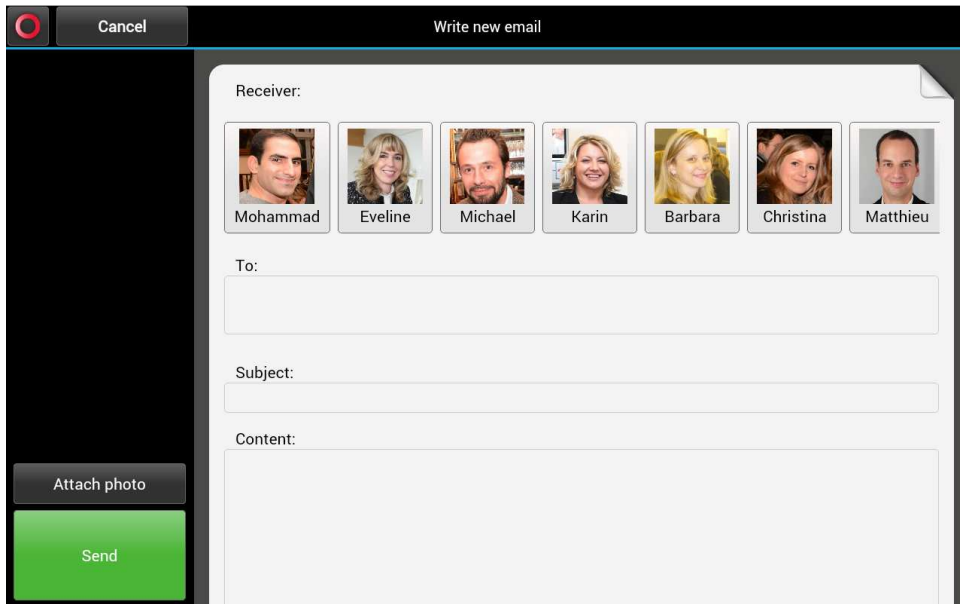 Cancel
Write new email
Receiver:
Mohammad Eveline Michael Karin Barbara Christina Matthieu
To:
Subject:
Content:
Attach photo
Send